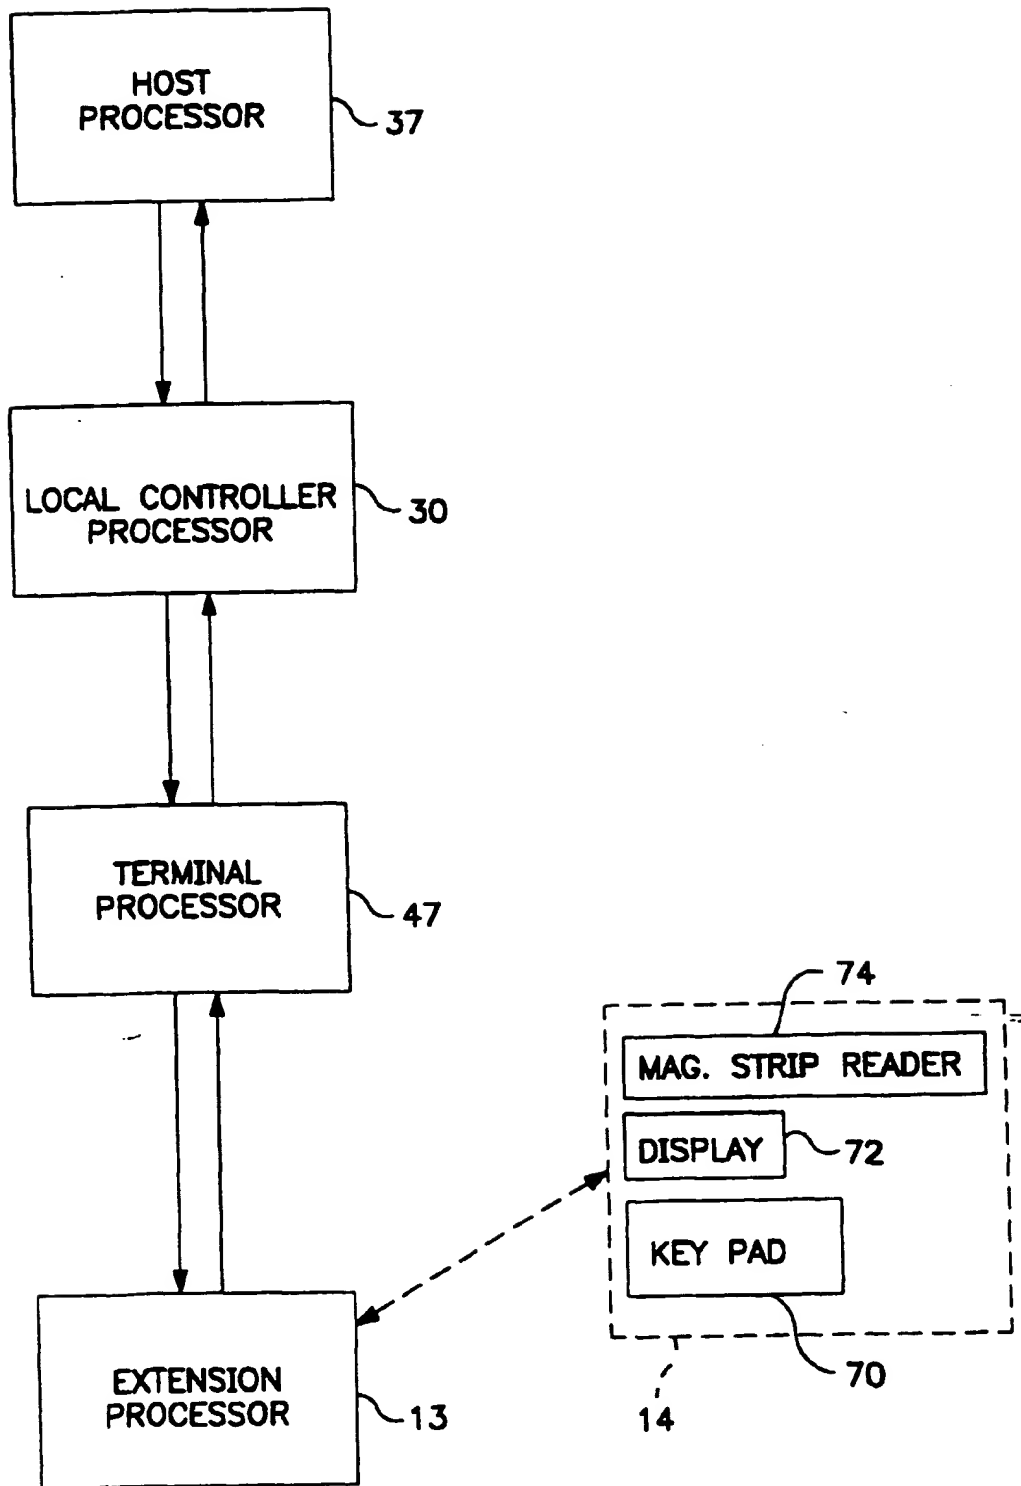 HOST
PROCESSOR
37
LOCAL CONTROLLER
PROCESSOR
30
TERMINAL
PROCESSOR
47
74
MAG. STRIP READER
DISPLAY
72
KEY PAD
70
14
EXTENSION
PROCESSOR
13